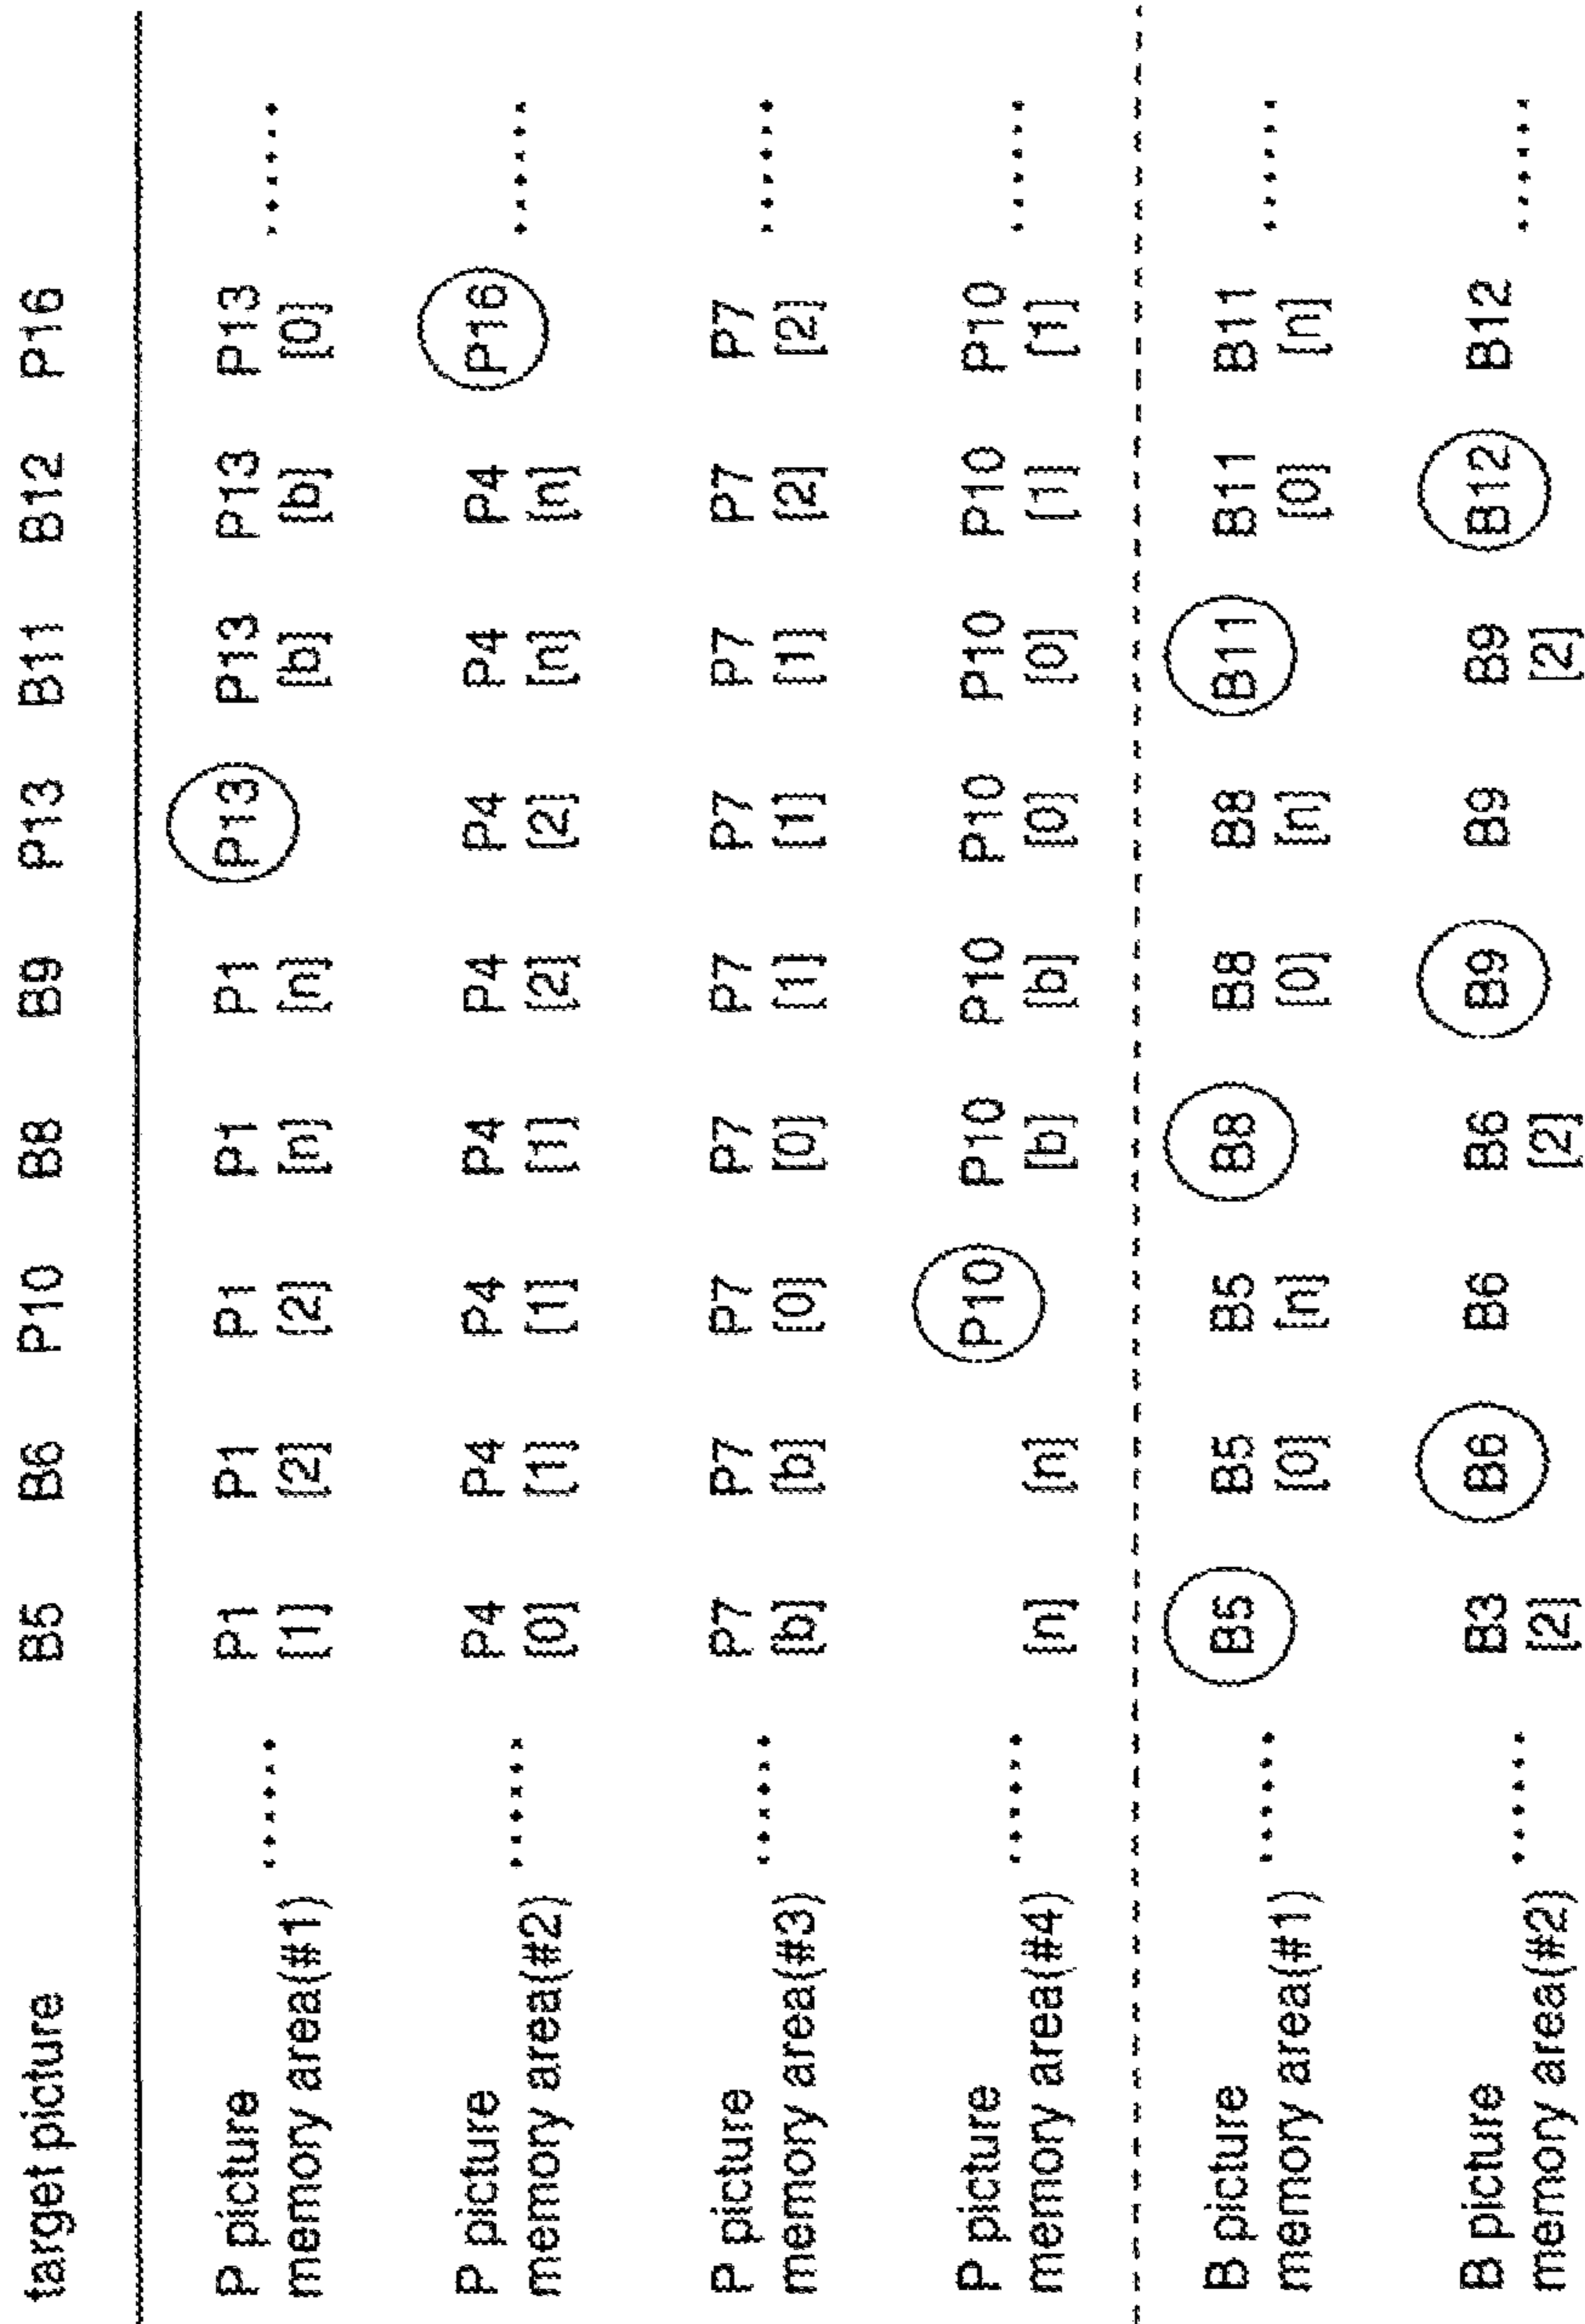 target picture B5 B6 P10 B8 B9 P13 B11 B12 P16
P picture ...... P1 P1 P1 P1 P1 P13 P13 P13 P13 ......
memory area(#1) [1] [2] [2] [n] [n] [b] [b] [0]
P picture ...... P4 P4 P4 P4 P4 P4 P4 P4 P16 ......
memory area(#2) [0] [1] [1] [1] [2] [2] [n] [n]
P picture ...... P7 P7 P7 P7 P7 P7 P7 P7 P7 ......
memory area(#3) [b] [b] [0] [0] [1] [1] [1] [2] [2]
P picture ...... P10 P10 P10 P10 P10 P10 P10 ......
memory area(#4) [n] [n] [b] [b] [0] [0] [1] [1]
B picture ...... B5 B5 B5 B8 B8 B8 B11 B11 B11 ......
memory area(#1) [0] [n] [0] [n] [0] [n]
B picture ...... B3 B6 B6 B6 B9 B9 B9 B12 B12 ......
memory area(#2) [2] [2] [2]